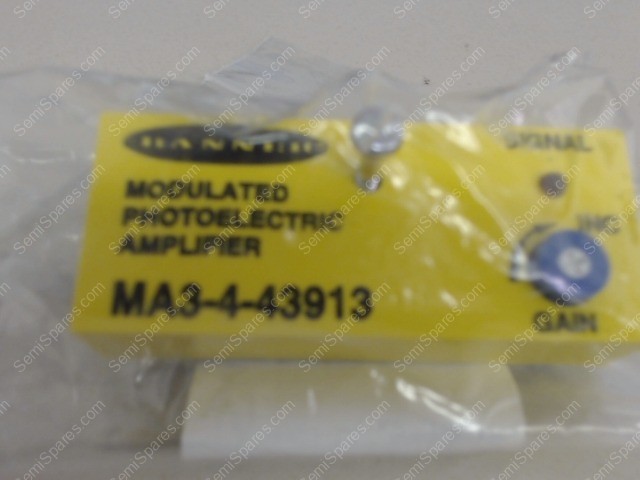 BANNER
MODULATED
PHOTOELECTRIC
AMPLIFIER
MA3-4-43913
SIGNAL
INC
GAIN
SemiSpares.com